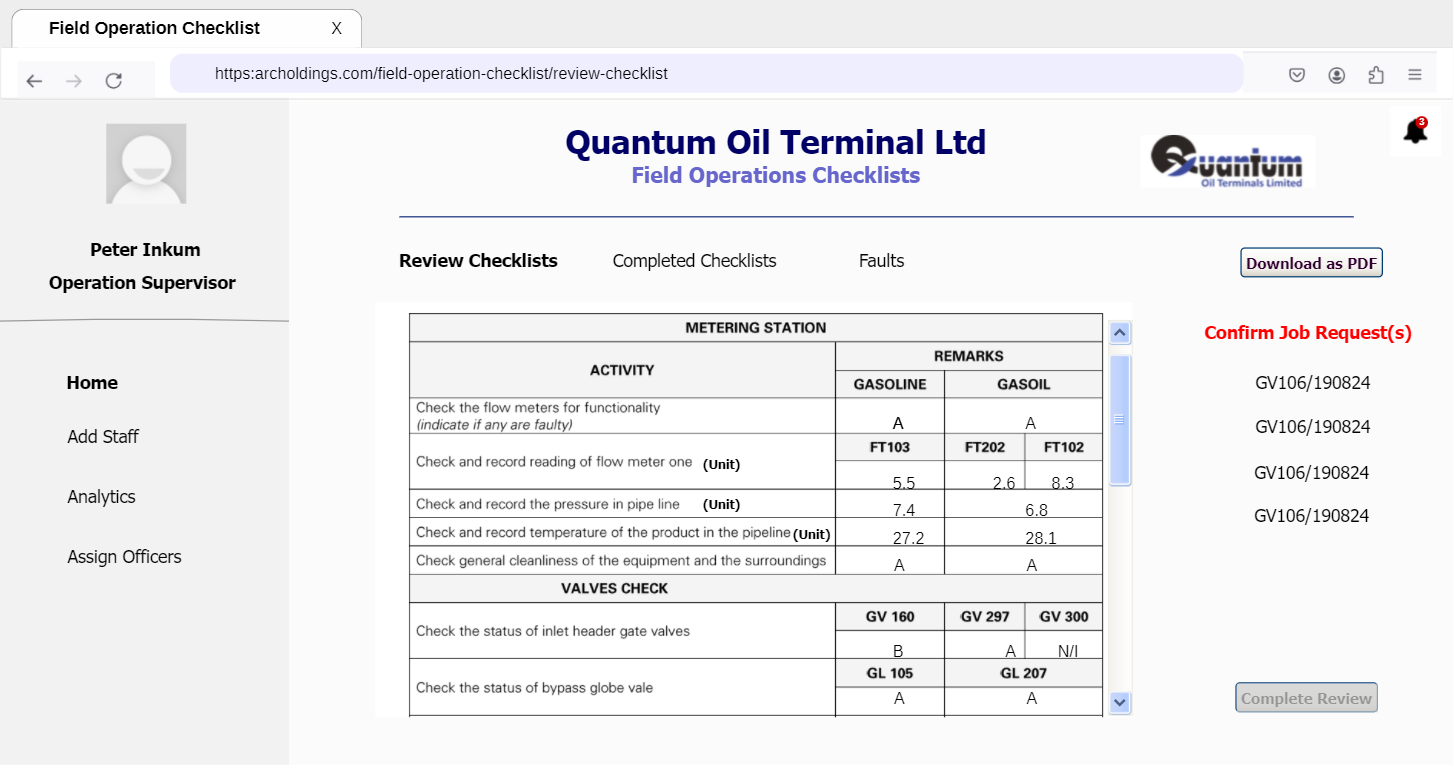 Field Operation Checklist X
https:archoldings.com/field-operation-checklist/review-checklist
3
Quantum Oil Terminal Ltd
Field Operations Checklists
Quantum
Oil Terminals Limited
Peter Inkum
Operation Supervisor
Home
Add Staff
Analytics
Assign Officers
Review Checklists Completed Checklists Faults
Download as PDF
METERING STATION
ACTIVITY
REMARKS
GASOLINE GASOIL
Check the flow meters for functionality
(indicate if any are faulty)
A A
FT103 FT202 FT102
Check and record reading of flow meter one (Unit)
5.5 2.6 8.3
Check and record the pressure in pipe line (Unit) 7.4 6.8
Check and record temperature of the product in the pipeline (Unit) 27.2 28.1
Check general cleanliness of the equipment and the surroundings A A
VALVES CHECK
GV 160 GV 297 GV 300
Check the status of inlet header gate valves
B A N/I
GL 105 GL 207
Check the status of bypass globe vale
A A
Confirm Job Request(s)
GV106/190824
GV106/190824
GV106/190824
GV106/190824
Complete Review